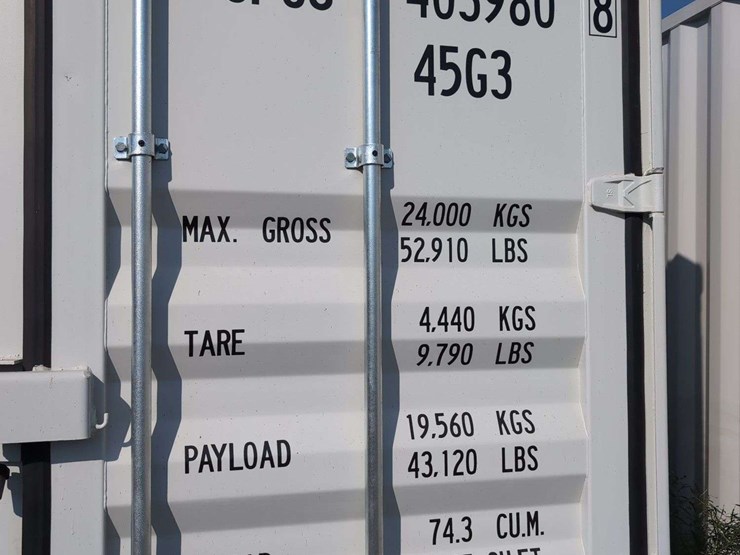 405980 8
45G3
MAX. GROSS 24,000 KGS
52,910 LBS
TARE 4,440 KGS
9,790 LBS
PAYLOAD 19,560 KGS
43,120 LBS
74.3 CU.M.